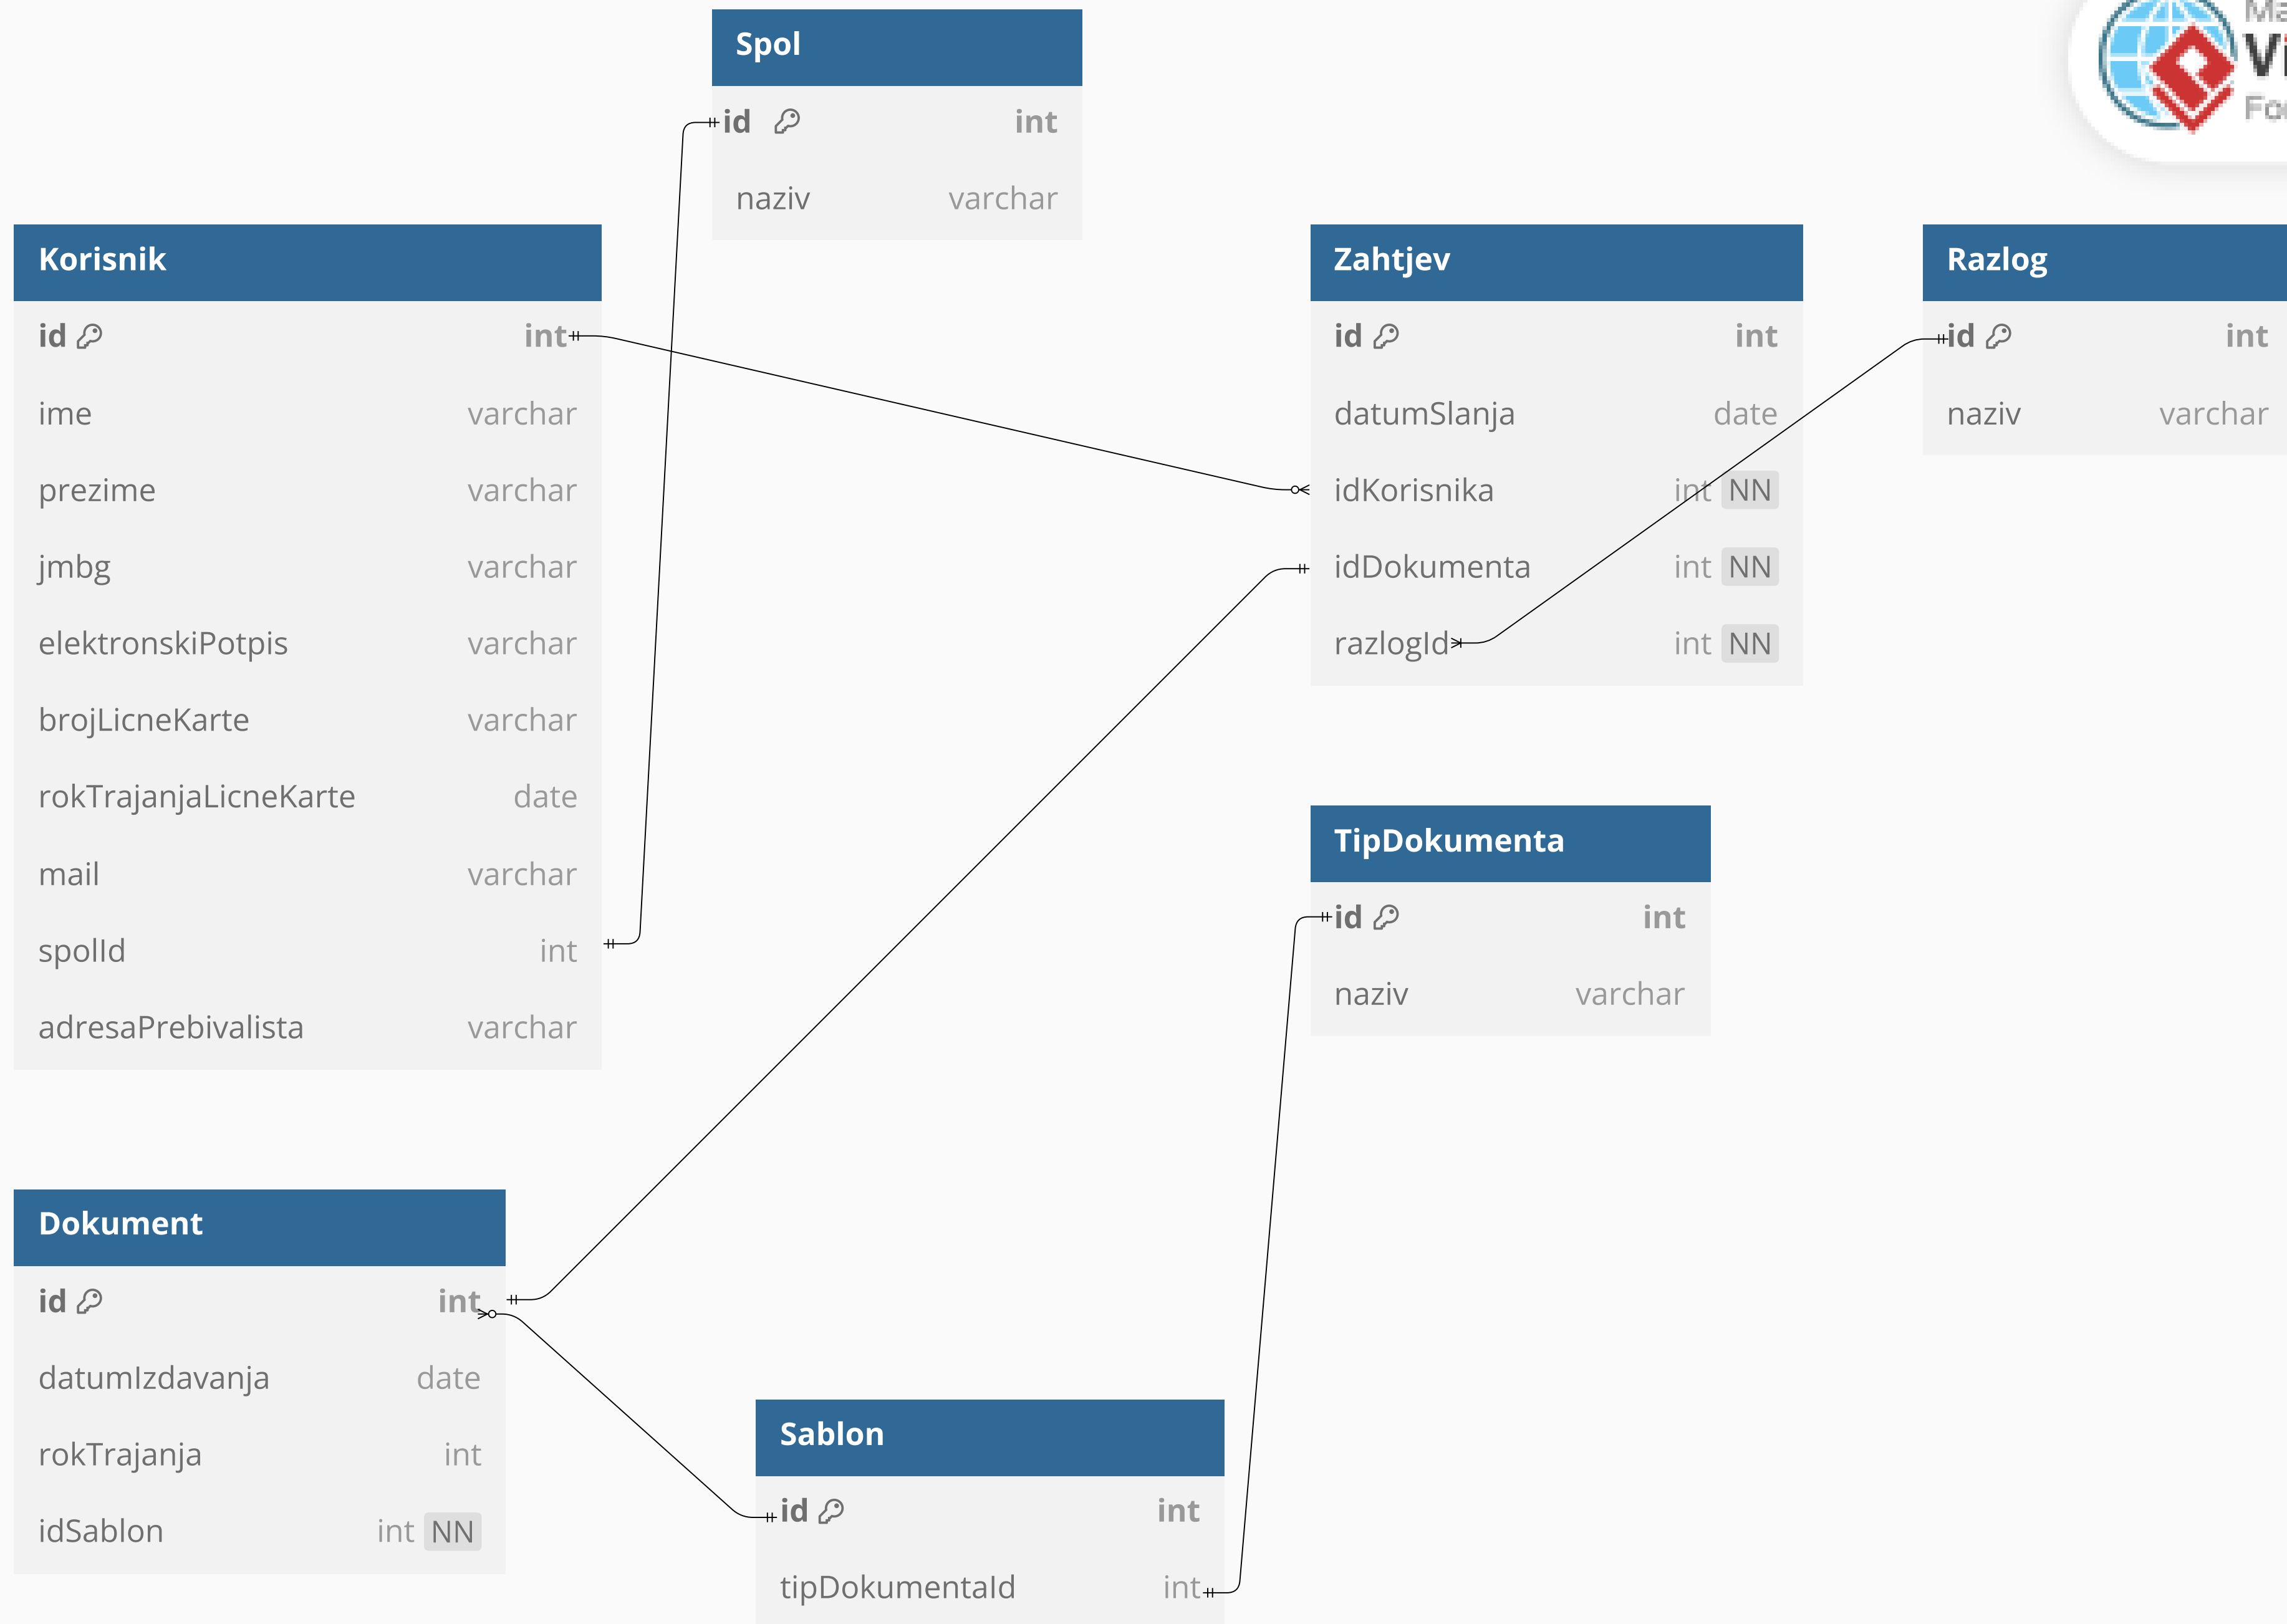 Spol
id int
naziv varchar
Korisnik
id int
ime varchar
prezime varchar
jmbg varchar
elektronskiPotpis varchar
brojLicneKarte varchar
rokTrajanjaLicneKarte date
mail varchar
spolId int
adresaPrebivalista varchar
Zahtjev
id int
datumSlanja date
idKorisnika int NN
idDokumenta int NN
razlogId int NN
Razlog
id int
naziv varchar
TipDokumenta
id int
naziv varchar
Dokument
id int
datumIzdavanja date
rokTrajanja int
idSablon int NN
Sablon
id int
tipDokumentaId int